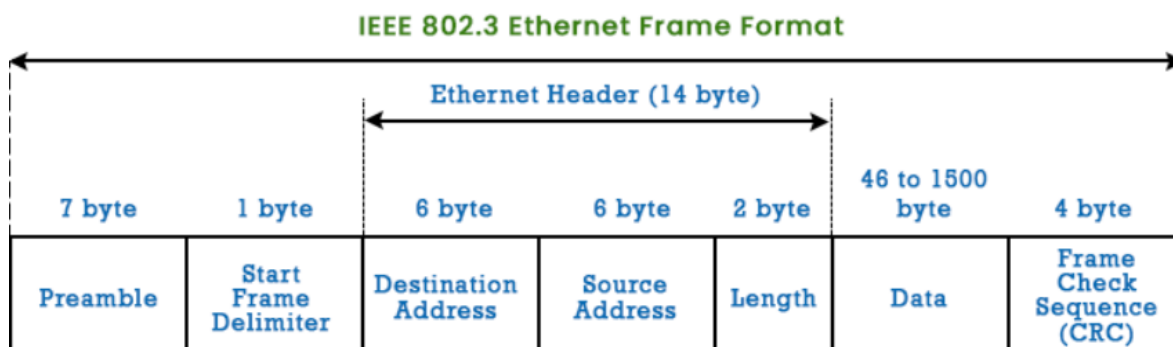 IEEE 802.3 Ethernet Frame Format
Ethernet Header (14 byte)
7 byte
1 byte
6 byte
6 byte
2 byte
46 to 1500
byte
4 byte
Preamble
Start
Frame
Delimiter
Destination
Address
Source
Address
Length
Data
Frame
Check
Sequence
(CRC)